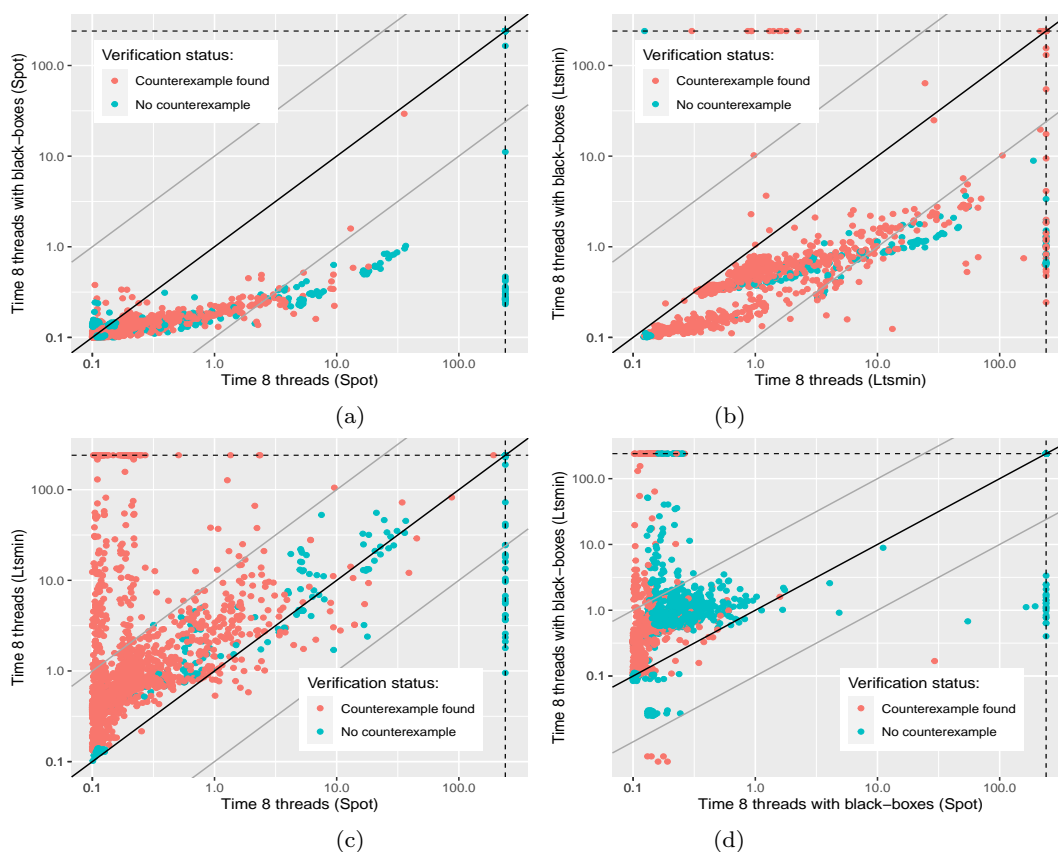 Time 8 threads with black−boxes (Spot)
100.0
10.0
1.0
0.1
Verification status:
Counterexample found
No counterexample
0.1
1.0
10.0
100.0
Time 8 threads (Spot)
(a)
Time 8 threads with black−boxes (Ltsmin)
100.0
10.0
1.0
0.1
Verification status:
Counterexample found
No counterexample
0.1
1.0
10.0
100.0
Time 8 threads (Ltsmin)
(b)
Time 8 threads (Ltsmin)
100.0
10.0
1.0
0.1
Verification status:
Counterexample found
No counterexample
0.1
1.0
10.0
100.0
Time 8 threads (Spot)
(c)
Time 8 threads with black−boxes (Ltsmin)
100.0
10.0
1.0
0.1
Verification status:
Counterexample found
No counterexample
0.1
1.0
10.0
100.0
Time 8 threads with black−boxes (Spot)
(d)